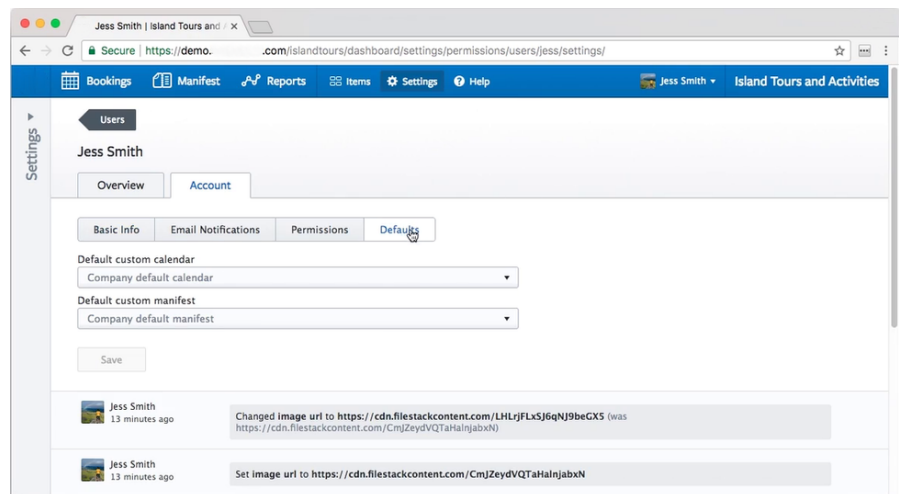 Jess Smith | Island Tours and A
Secure | https://demo. .com/islandtours/dashboard/settings/permissions/users/jess/settings/
Bookings Manifest Reports Items Settings Help Jess Smith Island Tours and Activities
Settings
Users
Jess Smith
Overview Account
Basic Info Email Notifications Permissions Defaults
Default custom calendar
Company default calendar
Default custom manifest
Company default manifest
Save
Jess Smith
13 minutes ago
Changed image url to https://cdn.filestackcontent.com/LHLrjFLxSJ6qNJ9beGX5 (was
https://cdn.filestackcontent.com/CmJZeydVQTaHalnjabxN)
Jess Smith
13 minutes ago
Set image url to https://cdn.filestackcontent.com/CmJZeydVQTaHalnjabxN